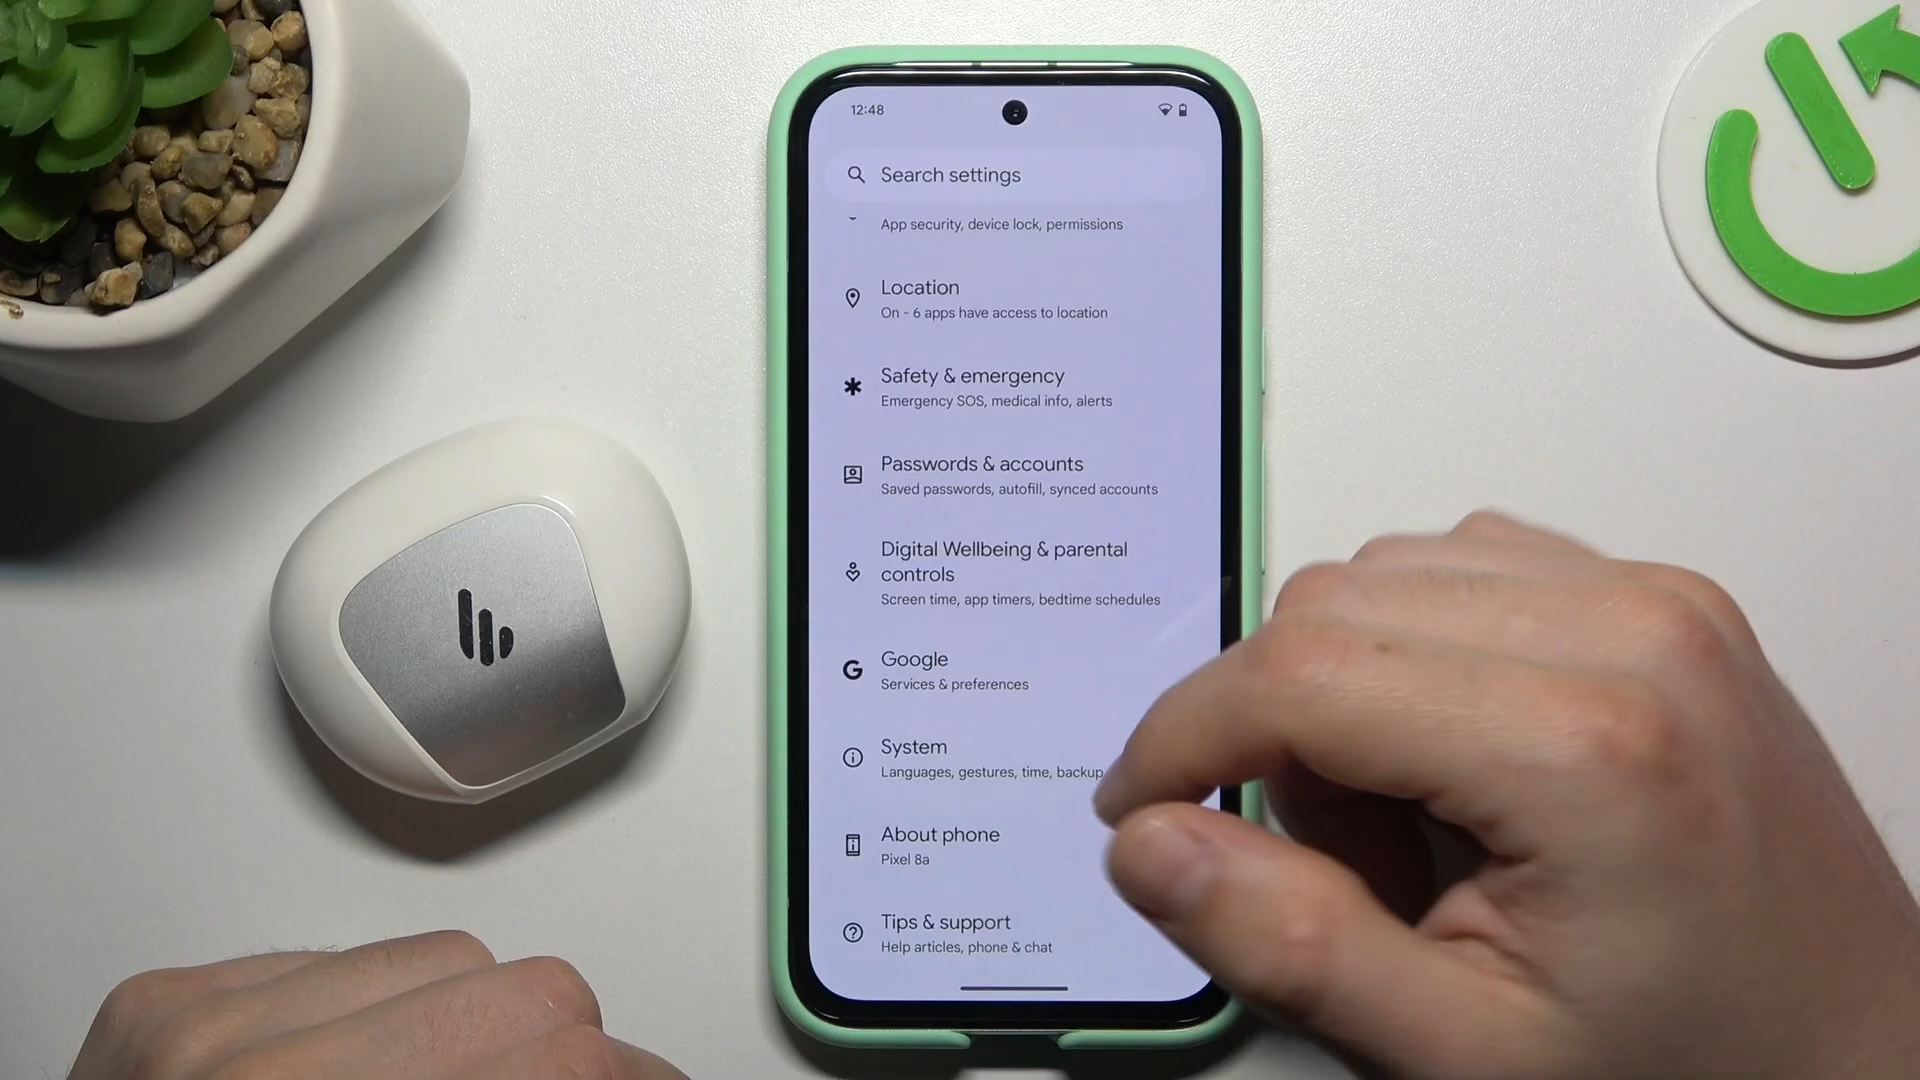 12:48
Search settings
App security, device lock, permissions
Location
On - 6 apps have access to location
Safety & emergency
Emergency SOS, medical info, alerts
Passwords & accounts
Saved passwords, autofill, synced accounts
Digital Wellbeing & parental
controls
Screen time, app timers, bedtime schedules
Google
Services & preferences
System
Languages, gestures, time, backup
About phone
Pixel 8a
Tips & support
Help articles, phone & chat